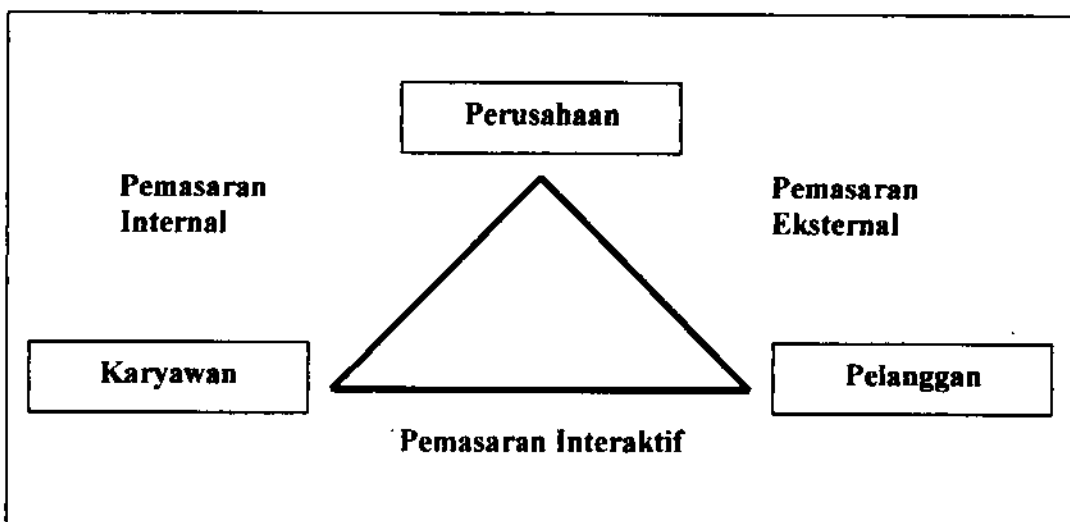 Perusahaan
Pemasaran
Internal
Pemasaran
Eksternal
Karyawan
Pelanggan
Pemasaran Interaktif